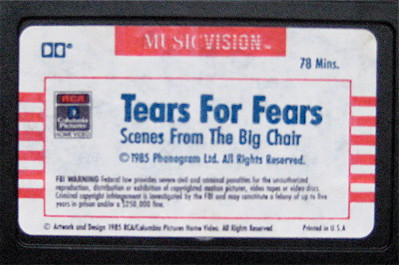 MUSICVISION™
78 Mins.
RCA
Columbia
Pictures
HOME VIDEO
Tears For Fears
Scenes From The Big Chair
©1985 Phonogram Ltd. All Rights Reserved.
FBI WARNING Federal law provides severe civil and criminal penalties for the unauthorized
reproduction, distribution or exhibition of copyrighted motion pictures, video tapes or video discs.
Criminal copyright infringement is investigated by the FBI and may constitute a felony of up to five
years in prison and/or a $250,000 fine.
© Artwork and Design 1985 RCA/Columbia Pictures Home Video. All Rights Reserved.
Printed in U.S.A